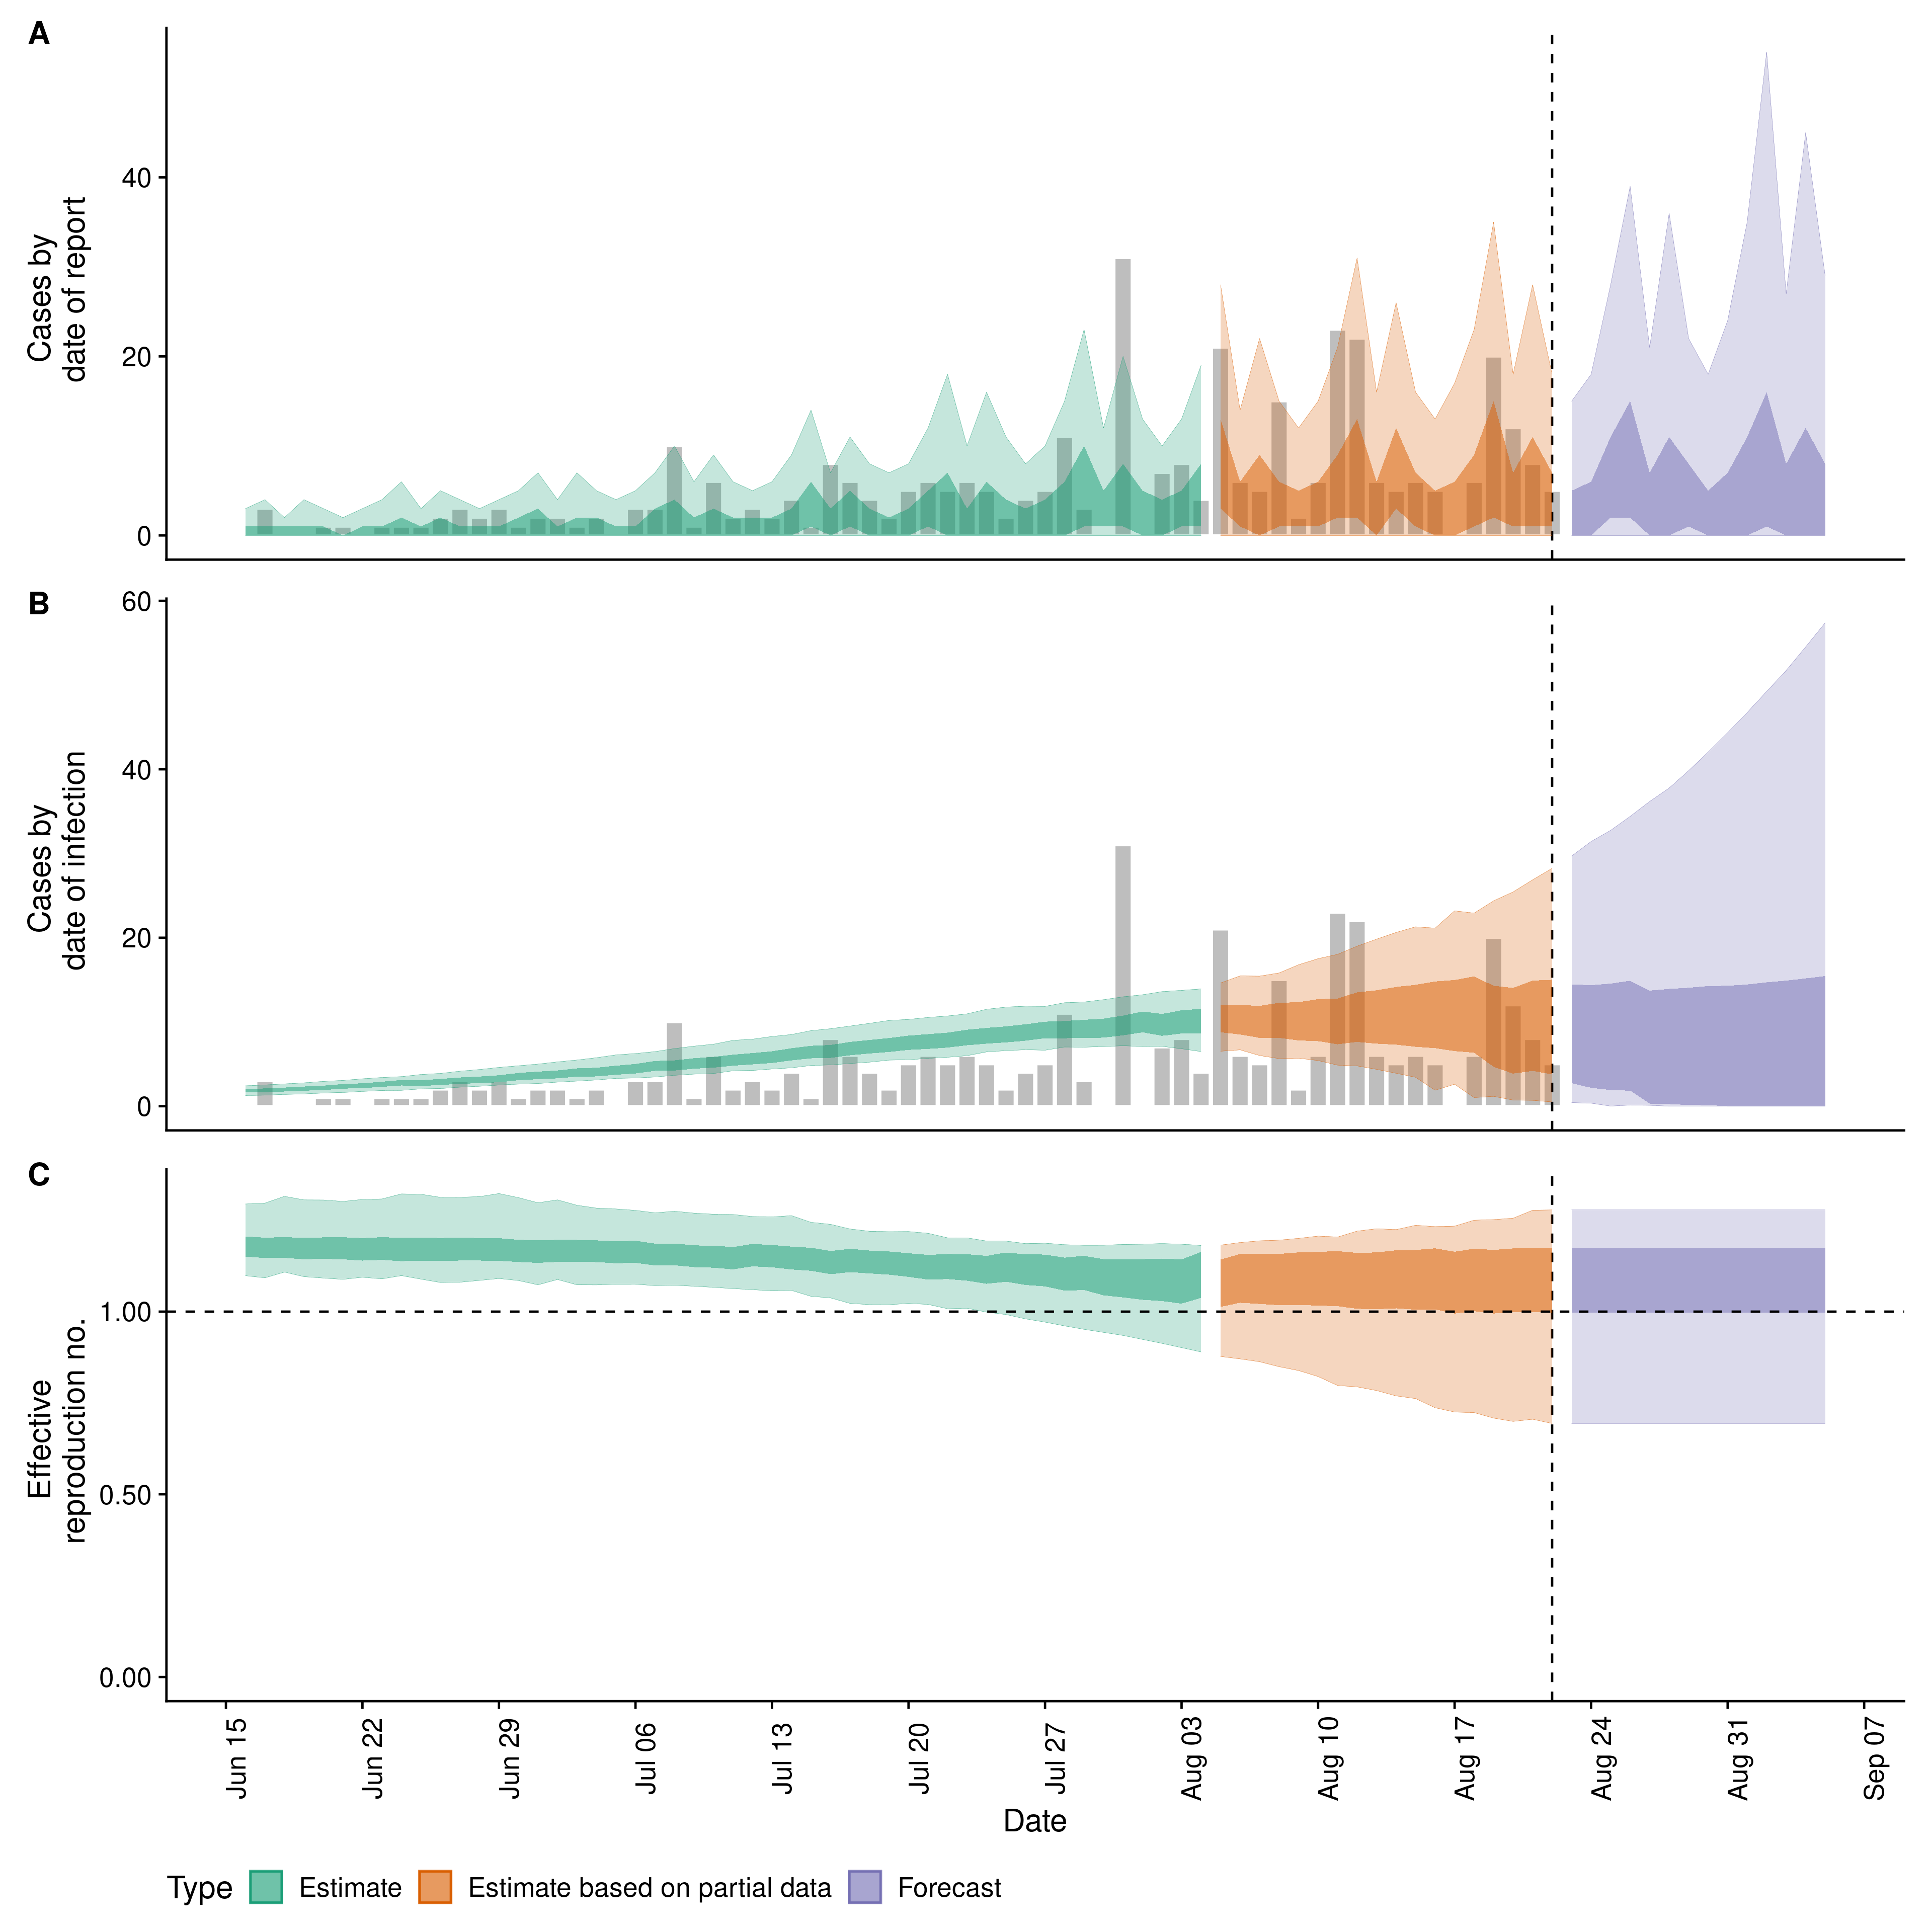 A
Cases by
date of report
40
20
0
B
Cases by
date of infection
60
40
20
0
C
Effective
reproduction no.
1.00
0.50
0.00
Jun 15
Jun 22
Jun 29
Jul 06
Jul 13
Jul 20
Jul 27
Aug 03
Aug 10
Aug 17
Aug 24
Aug 31
Sep 07
Date
Type Estimate Estimate based on partial data Forecast